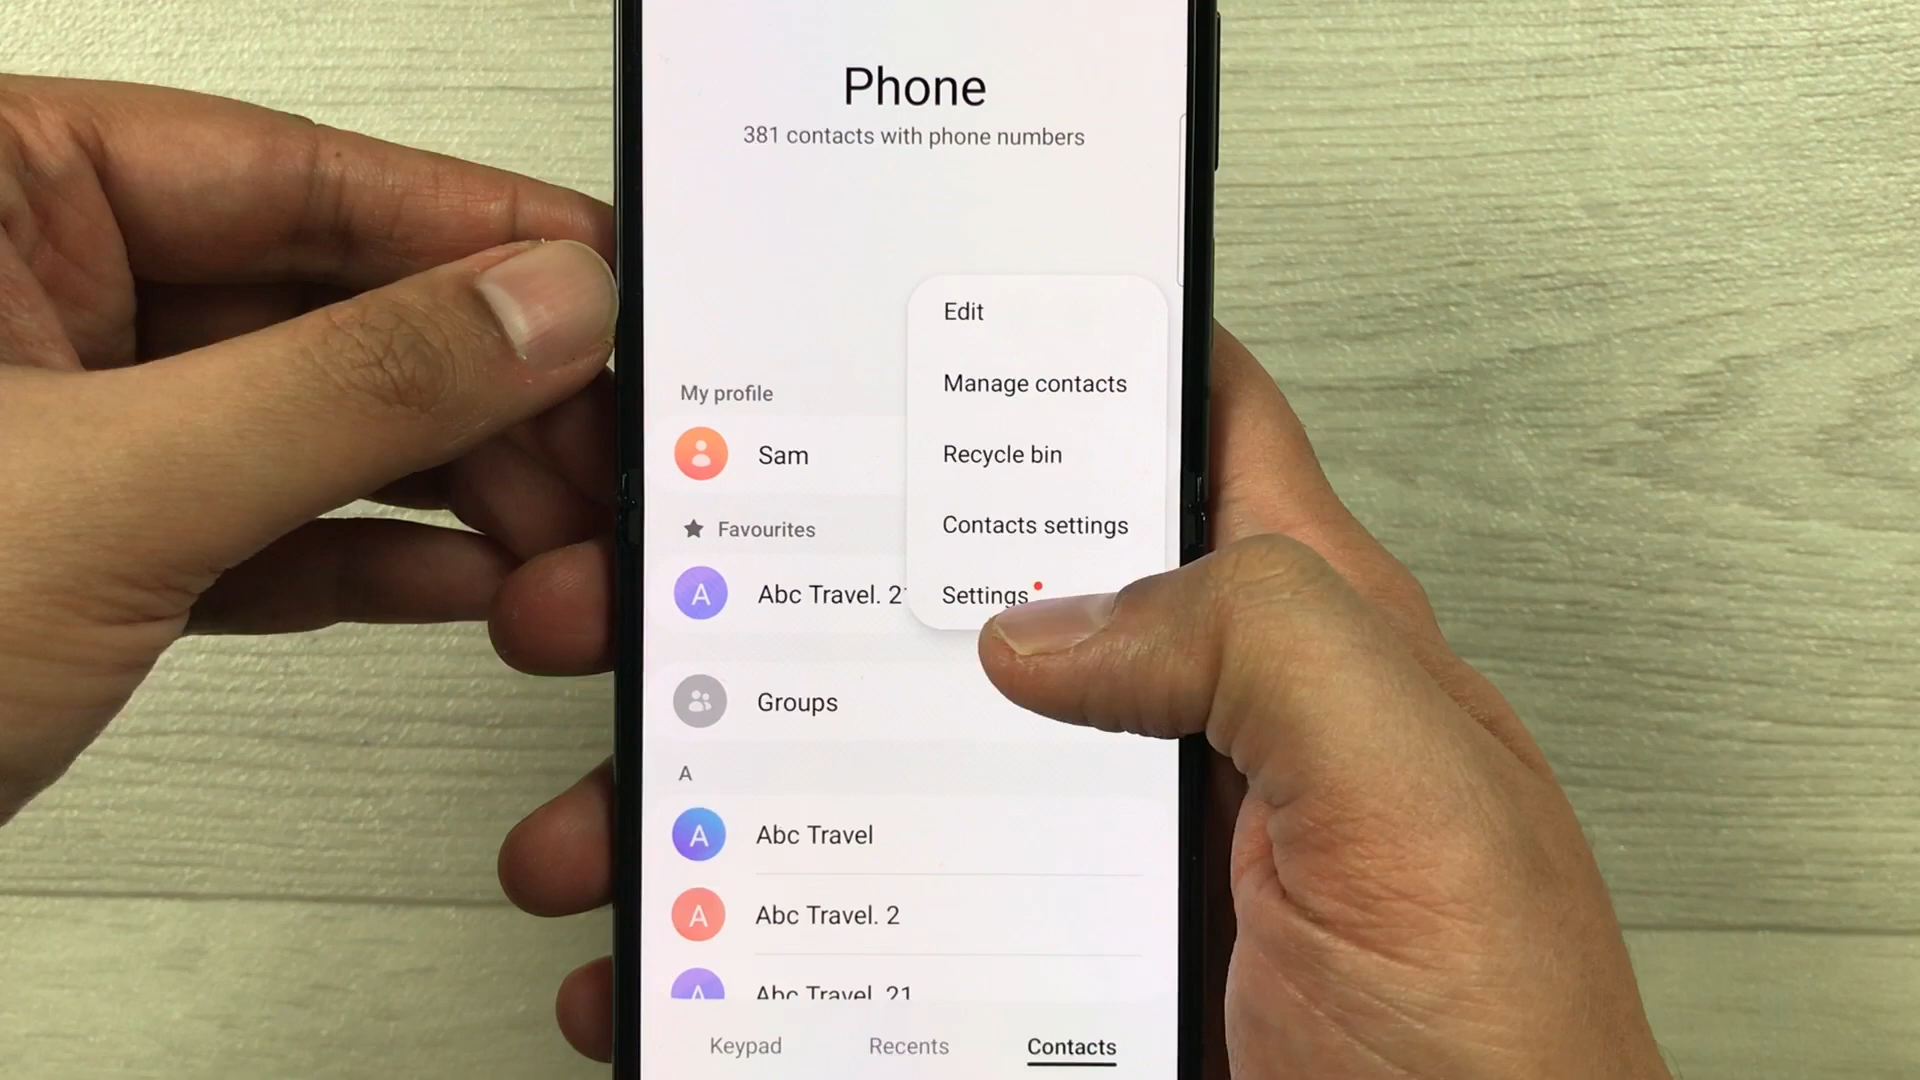 Phone
381 contacts with phone numbers
Edit
Manage contacts
Recycle bin
Contacts settings
Settings
My profile
Sam
Favourites
A
Abc Travel. 21
Groups
A
A
Abc Travel
A
Abc Travel. 2
A
Abc Travel. 21
Keypad
Recents
Contacts